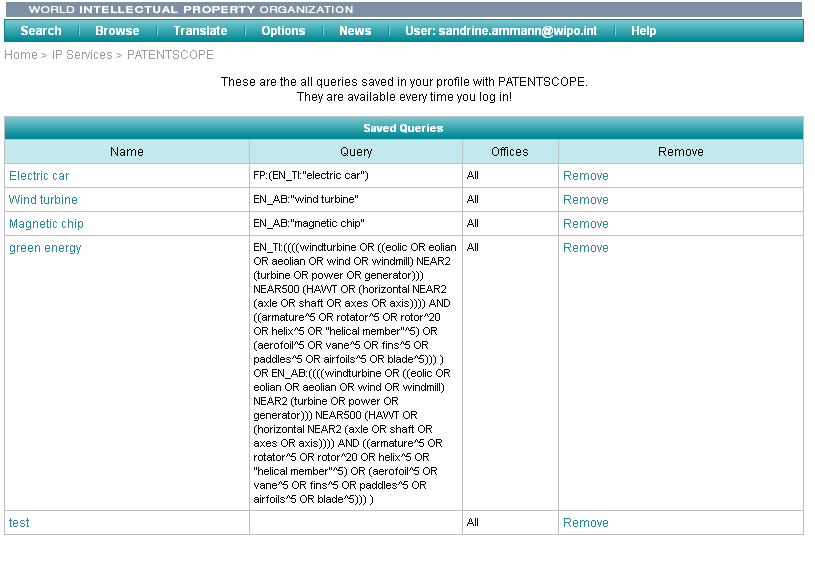 WORLD INTELLECTUAL PROPERTY ORGANIZATION
Search Browse Translate Options News User: sandrine.ammann@wipo.int Help
Home > IP Services > PATENTSCOPE
These are the all queries saved in your profile with PATENTSCOPE.
They are available every time you log in!
Saved Queries
Name Query Offices Remove
Electric car FP:(EN_TI:"electric car") All Remove
Wind turbine EN_AB:"wind turbine" All Remove
Magnetic chip EN_AB:"magnetic chip" All Remove
green energy EN_TI:((((windturbine OR ((eolic OR eolian All Remove
OR aeolian OR wind OR windmill) NEAR2
(turbine OR power OR generator)))
NEAR500 (HAWT OR (horizontal NEAR2
(axle OR shaft OR axes OR axis)))) AND
((armature^5 OR rotator^5 OR rotor^20
OR helix^5 OR "helical member"^5) OR
(aerofoil^5 OR vane^5 OR fins^5 OR
paddles^5 OR airfoils^5 OR blade^5))) )
OR EN_AB:((((windturbine OR ((eolic OR
eolian OR aeolian OR wind OR windmill)
NEAR2 (turbine OR power OR
generator))) NEAR500 (HAWT OR
(horizontal NEAR2 (axle OR shaft OR
axes OR axis)))) AND ((armature^5 OR
rotator^5 OR rotor^20 OR helix^5 OR
"helical member"^5) OR (aerofoil^5 OR
vane^5 OR fins^5 OR paddles^5 OR
airfoils^5 OR blade^5))) )
test All Remove